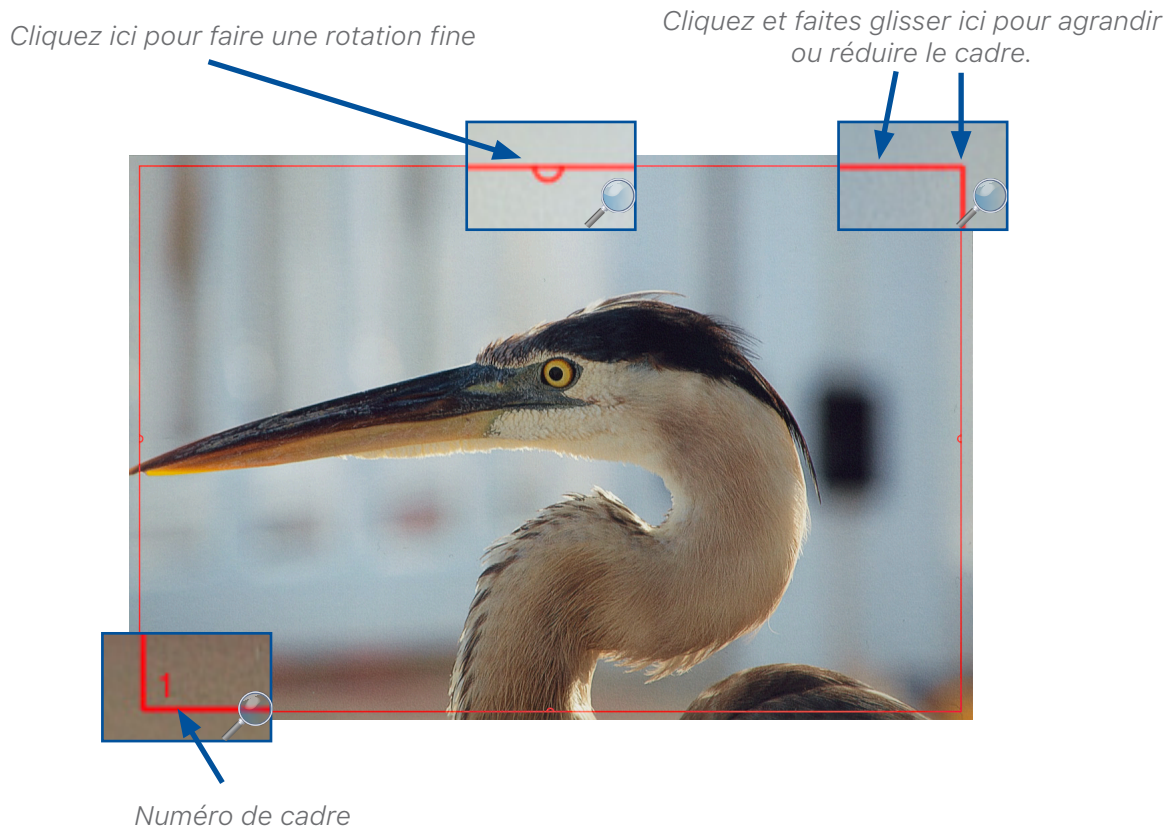 Cliquez ici pour faire une rotation fine
Cliquez et faites glisser ici pour agrandir
ou réduire le cadre.
1
Numéro de cadre